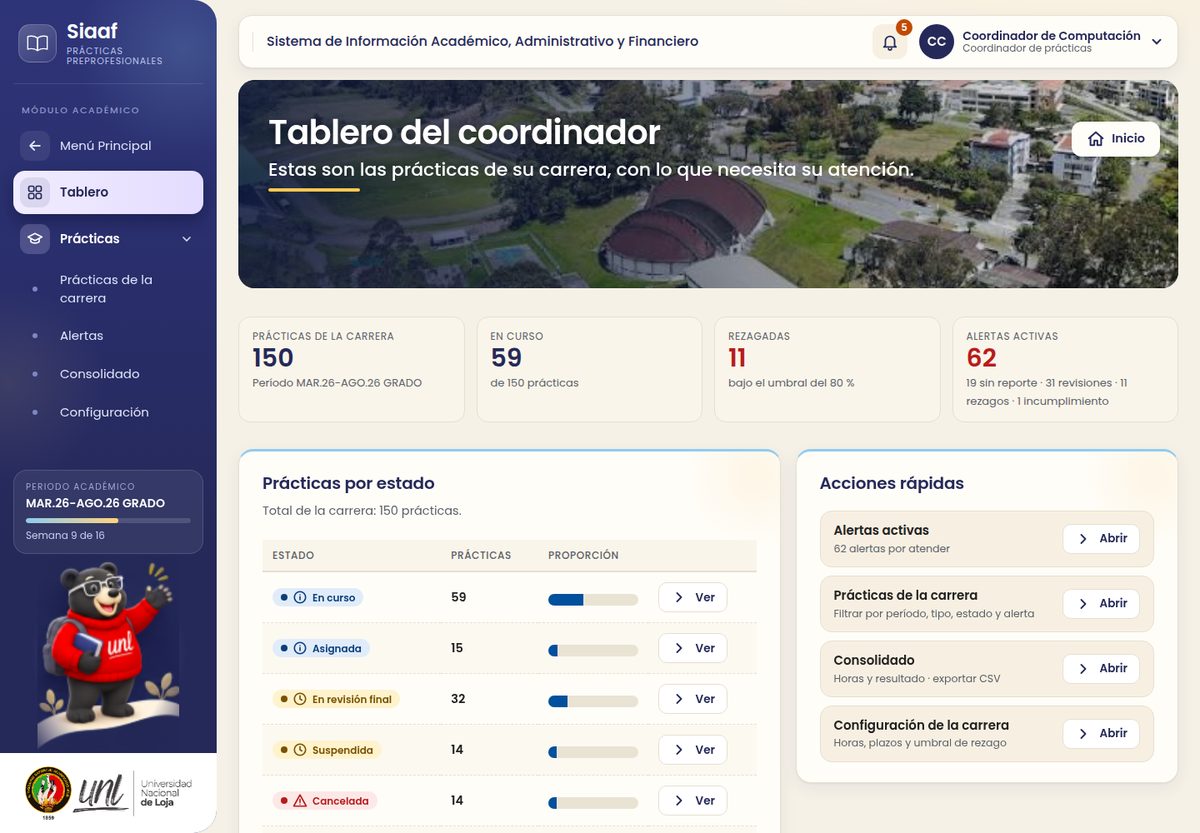 Siaaf
PRÁCTICAS
PREPROFESIONALES
MÓDULO ACADÉMICO
Menú Principal
Tablero
Prácticas
Prácticas de la
carrera
Alertas
Consolidado
Configuración
PERIODO ACADÉMICO
MAR.26-AGO.26 GRADO
Semana 9 de 16
unl
1859
unl
Universidad
Nacional
de Loja
Sistema de Información Académico, Administrativo y Financiero
5
CC
Coordinador de Computación
Coordinador de prácticas
Tablero del coordinador
Estas son las prácticas de su carrera, con lo que necesita su atención.
Inicio
PRÁCTICAS DE LA CARRERA
150
Período MAR.26-AGO.26 GRADO
EN CURSO
59
de 150 prácticas
REZAGADAS
11
bajo el umbral del 80 %
ALERTAS ACTIVAS
62
19 sin reporte · 31 revisiones · 11
rezagos · 1 incumplimiento
Prácticas por estado
Total de la carrera: 150 prácticas.
ESTADO PRÁCTICAS PROPORCIÓN
En curso 59 Ver
Asignada 15 Ver
En revisión final 32 Ver
Suspendida 14 Ver
Cancelada 14 Ver
Acciones rápidas
Alertas activas
62 alertas por atender
Abrir
Prácticas de la carrera
Filtrar por período, tipo, estado y alerta
Abrir
Consolidado
Horas y resultado · exportar CSV
Abrir
Configuración de la carrera
Horas, plazos y umbral de rezago
Abrir